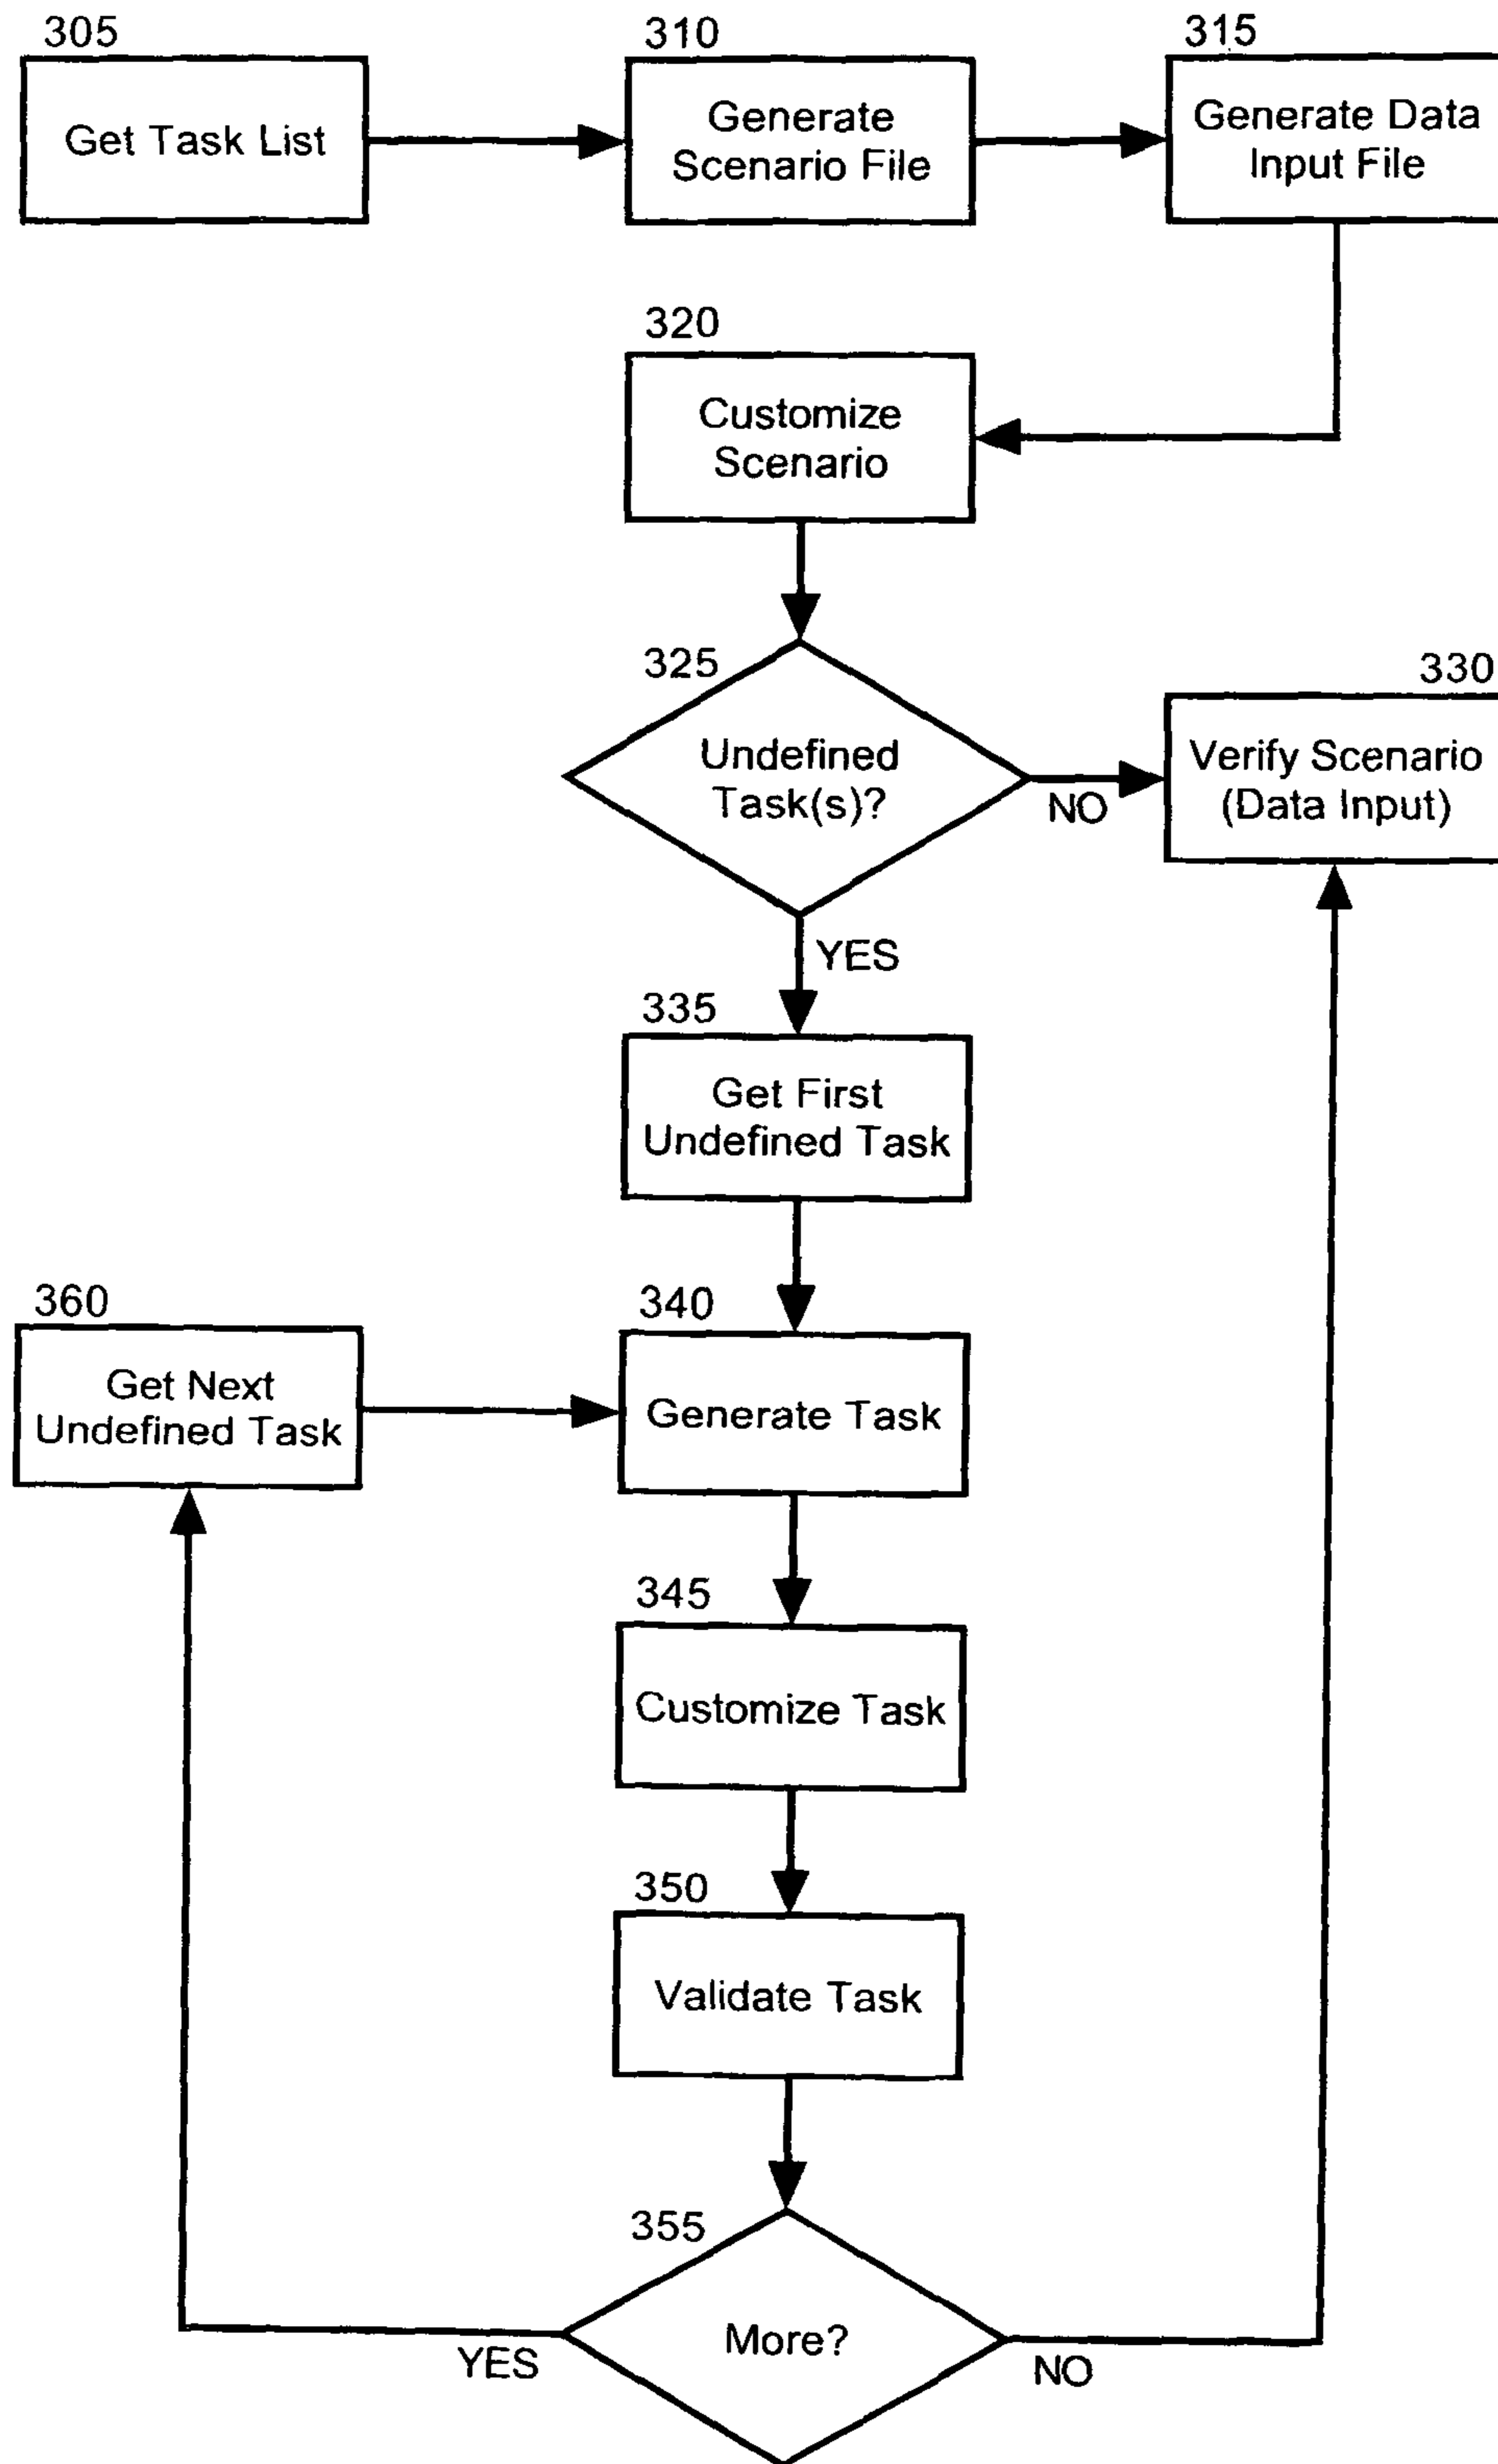 305
Get Task List
310
Generate
Scenario File
315
Generate Data
Input File
320
Customize
Scenario
325
Undefined
Task(s)?
NO
YES
330
Verify Scenario
(Data Input)
335
Get First
Undefined Task
360
Get Next
Undefined Task
340
Generate Task
345
Customize Task
350
Validate Task
355
More?
YES
NO